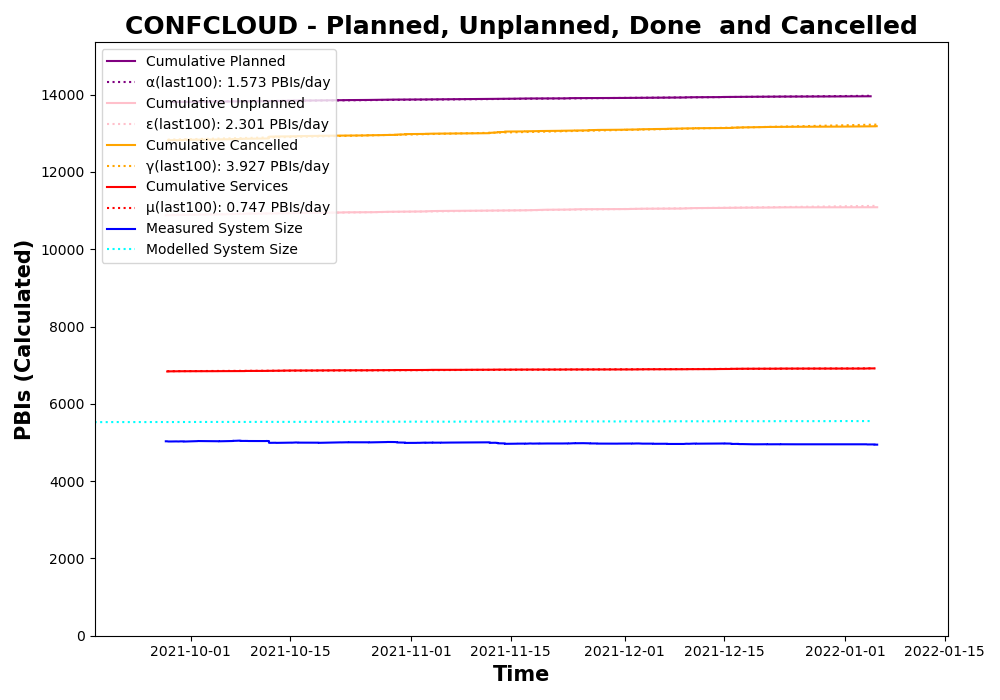 CONFCLOUD - Planned, Unplanned, Done  and Cancelled
Cumulative Planned
α(last100): 1.573 PBIs/day
Cumulative Unplanned
ε(last100): 2.301 PBIs/day
Cumulative Cancelled
γ(last100): 3.927 PBIs/day
Cumulative Services
μ(last100): 0.747 PBIs/day
Measured System Size
Modelled System Size
PBIs (Calculated)
14000
12000
10000
8000
6000
4000
2000
0
2021-10-01
2021-10-15
2021-11-01
2021-11-15
2021-12-01
2021-12-15
2022-01-01
2022-01-15
Time